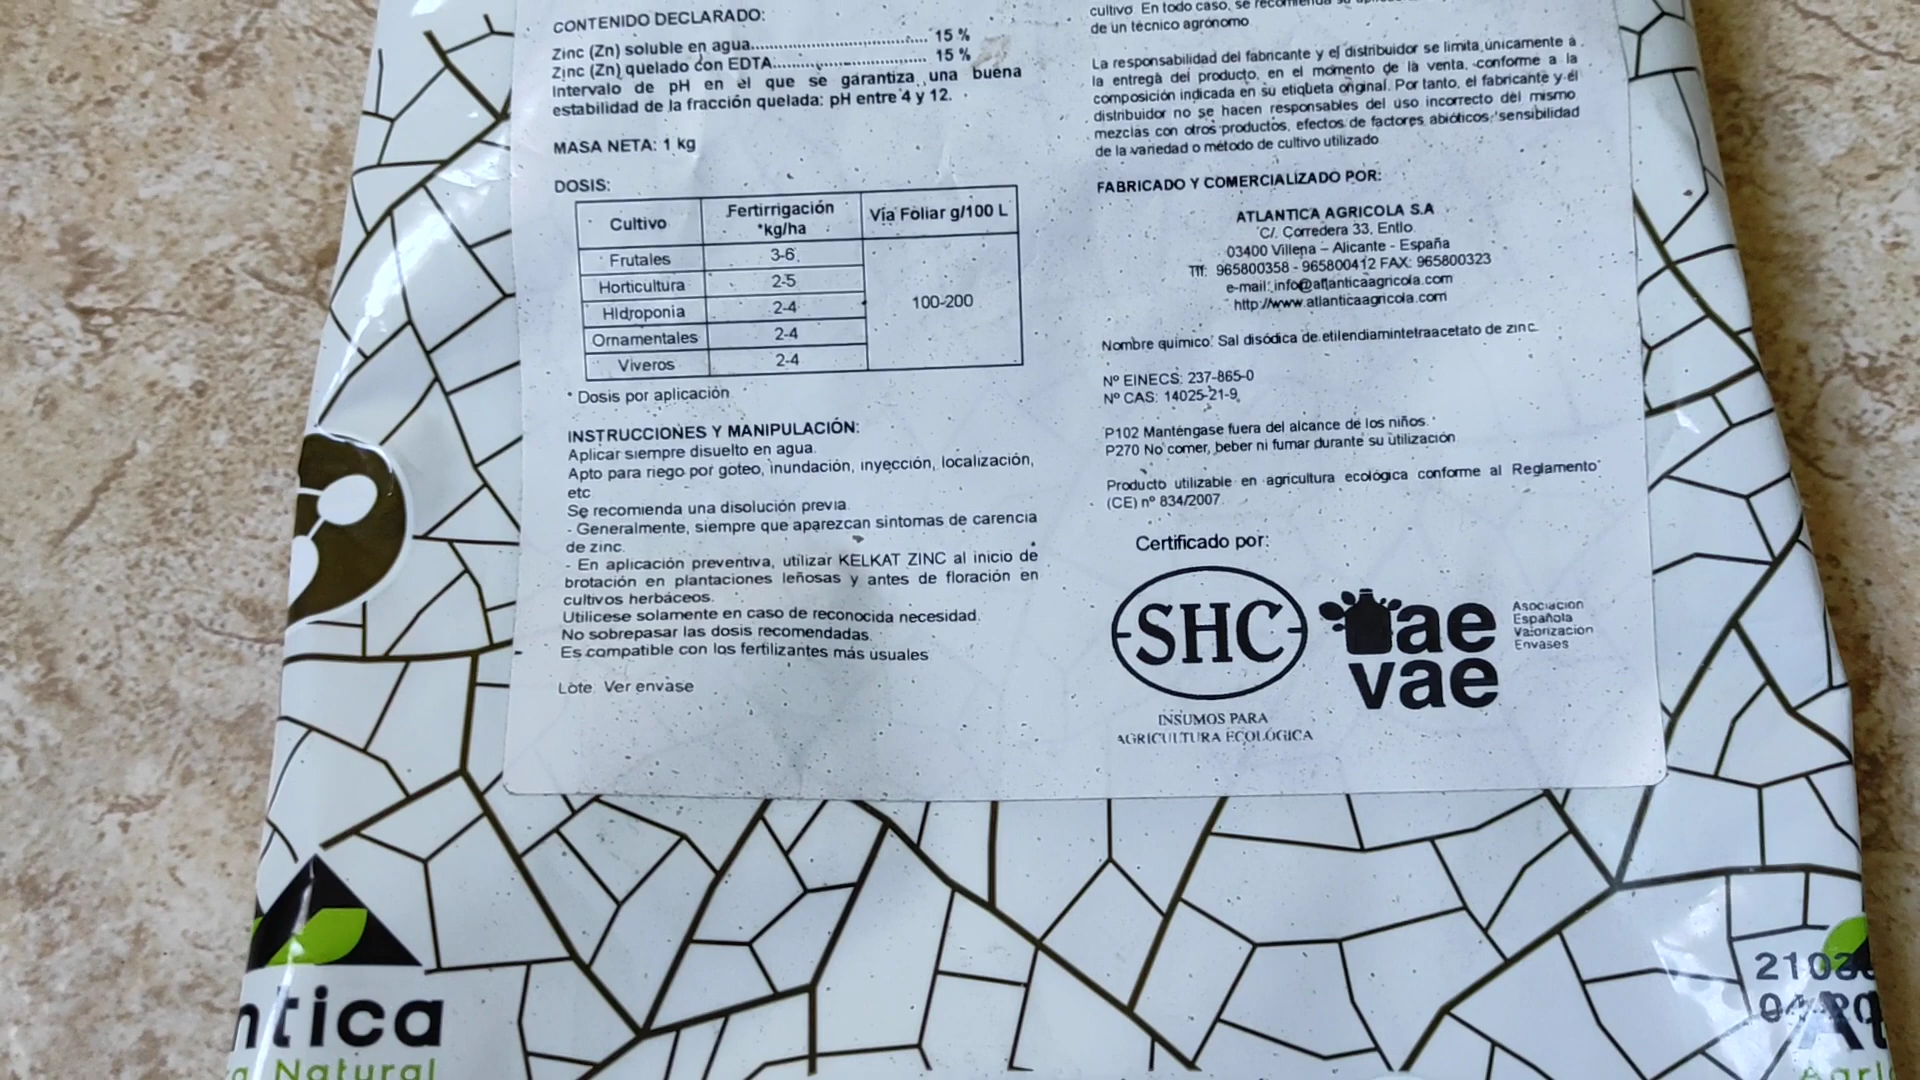 CONTENIDO DECLARADO:
Zinc (Zn) soluble en agua............................................ 15 %
Zinc (Zn) quelado con EDTA....................................... 15 %
Intervalo de pH en el que se garantiza una buena
estabilidad de la fracción quelada: pH entre 4 y 12.
MASA NETA: 1 kg
DOSIS:
Cultivo Fertirrigación *kg/ha Vía Foliar g/100 L
Frutales 3-6
Horticultura 2-5
Hidroponia 2-4 100-200
Ornamentales 2-4
Viveros 2-4
* Dosis por aplicación
INSTRUCCIONES Y MANIPULACIÓN:
Aplicar siempre disuelto en agua.
Apto para riego por goteo, inundación, inyección, localización,
etc
Se recomienda una disolución previa.
- Generalmente, siempre que aparezcan síntomas de carencia
de zinc.
- En aplicación preventiva, utilizar KELKAT ZINC al inicio de
brotación en plantaciones leñosas y antes de floración en
cultivos herbáceos.
Utilícese solamente en caso de reconocida necesidad.
No sobrepasar las dosis recomendadas.
Es compatible con los fertilizantes más usuales
Lote: Ver envase
cultivo. En todo caso, se recomienda su
de un técnico agrónomo
La responsabilidad del fabricante y el distribuidor se limita únicamente a
la entrega del producto, en el momento de la venta, conforme a la
composición indicada en su etiqueta original. Por tanto, el fabricante y el
distribuidor no se hacen responsables del uso incorrecto del mismo,
mezclas con otros productos, efectos de factores abióticos, sensibilidad
de la variedad o método de cultivo utilizado
FABRICADO Y COMERCIALIZADO POR:
ATLANTICA AGRICOLA S.A
C/. Corredera 33, Entlo.
03400 Villena – Alicante - España
Tlf: 965800358 - 965800412 FAX: 965800323
e-mail: info@atlanticaagricola.com
http://www.atlanticaagricola.com
Nombre químico: Sal disódica de etilendiamintetraacetato de zinc.
Nº EINECS: 237-865-0
Nº CAS: 14025-21-9
P102 Manténgase fuera del alcance de los niños.
P270 No comer, beber ni fumar durante su utilización
Producto utilizable en agricultura ecológica conforme al Reglamento
(CE) nº 834/2007
Certificado por:
SHC
INSUMOS PARA
AGRICULTURA ECOLÓGICA
ae
vae
Asociación
Española
Valorización
Envases
ntica
Natural